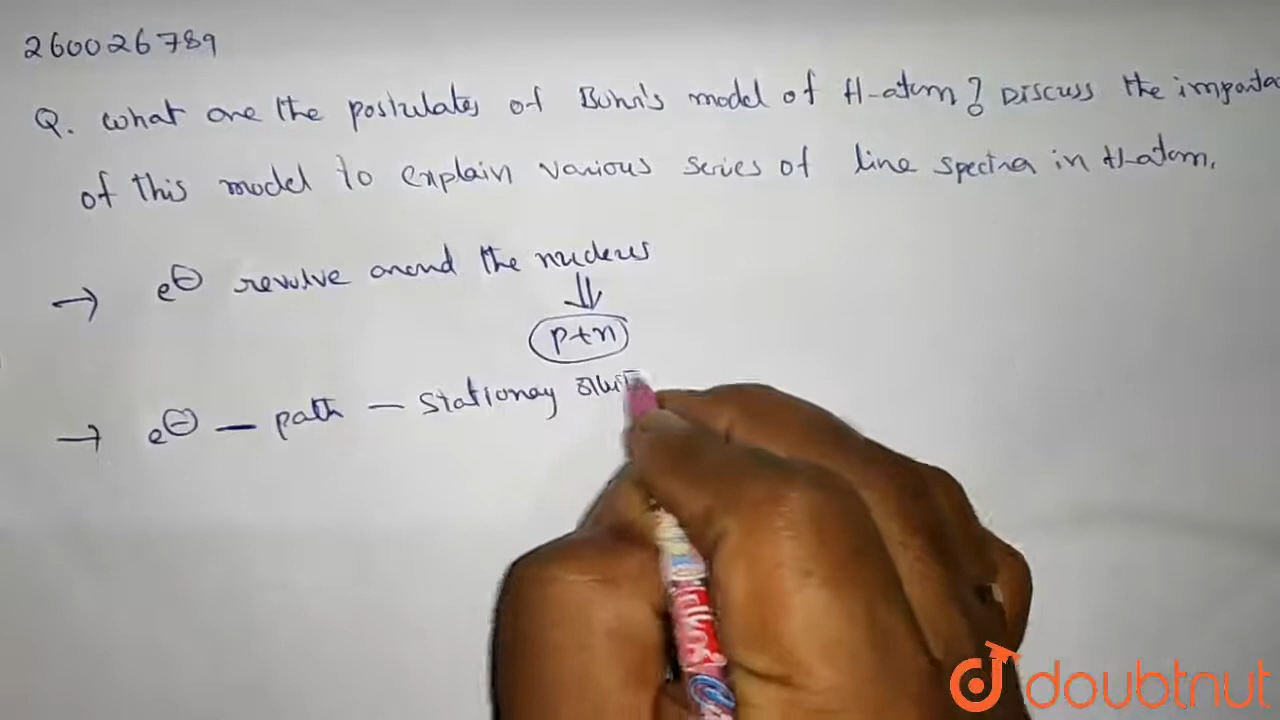 260026789
Q. What are the postulates of Bohr's model of H-atom? Discuss the importa
of this model to explain various series of line spectra in H-atom.
→ e⊖ revolve around the nucleus
⇓
p+n
→ e⊖ — path — stationary
doubtnut